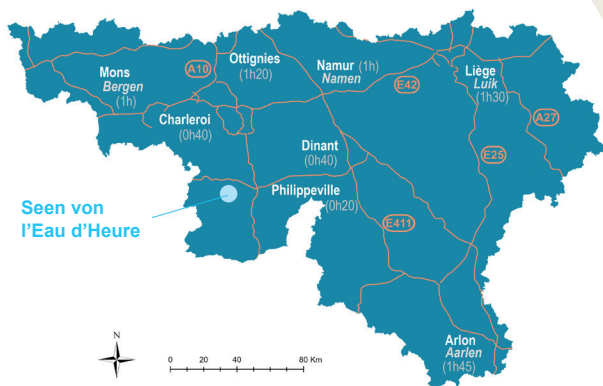 A10
Ottignies
(1h20)
Mons
Bergen
(1h)
Namur (1h)
Namen
Liège
Luik
(1h30)
E42
A27
Charleroi
(0h40)
Dinant
(0h40)
E25
Philippeville
(0h20)
Seen von
l'Eau d'Heure
E411
Arlon
Aarlen
(1h45)
N
0 20 40 80 Km